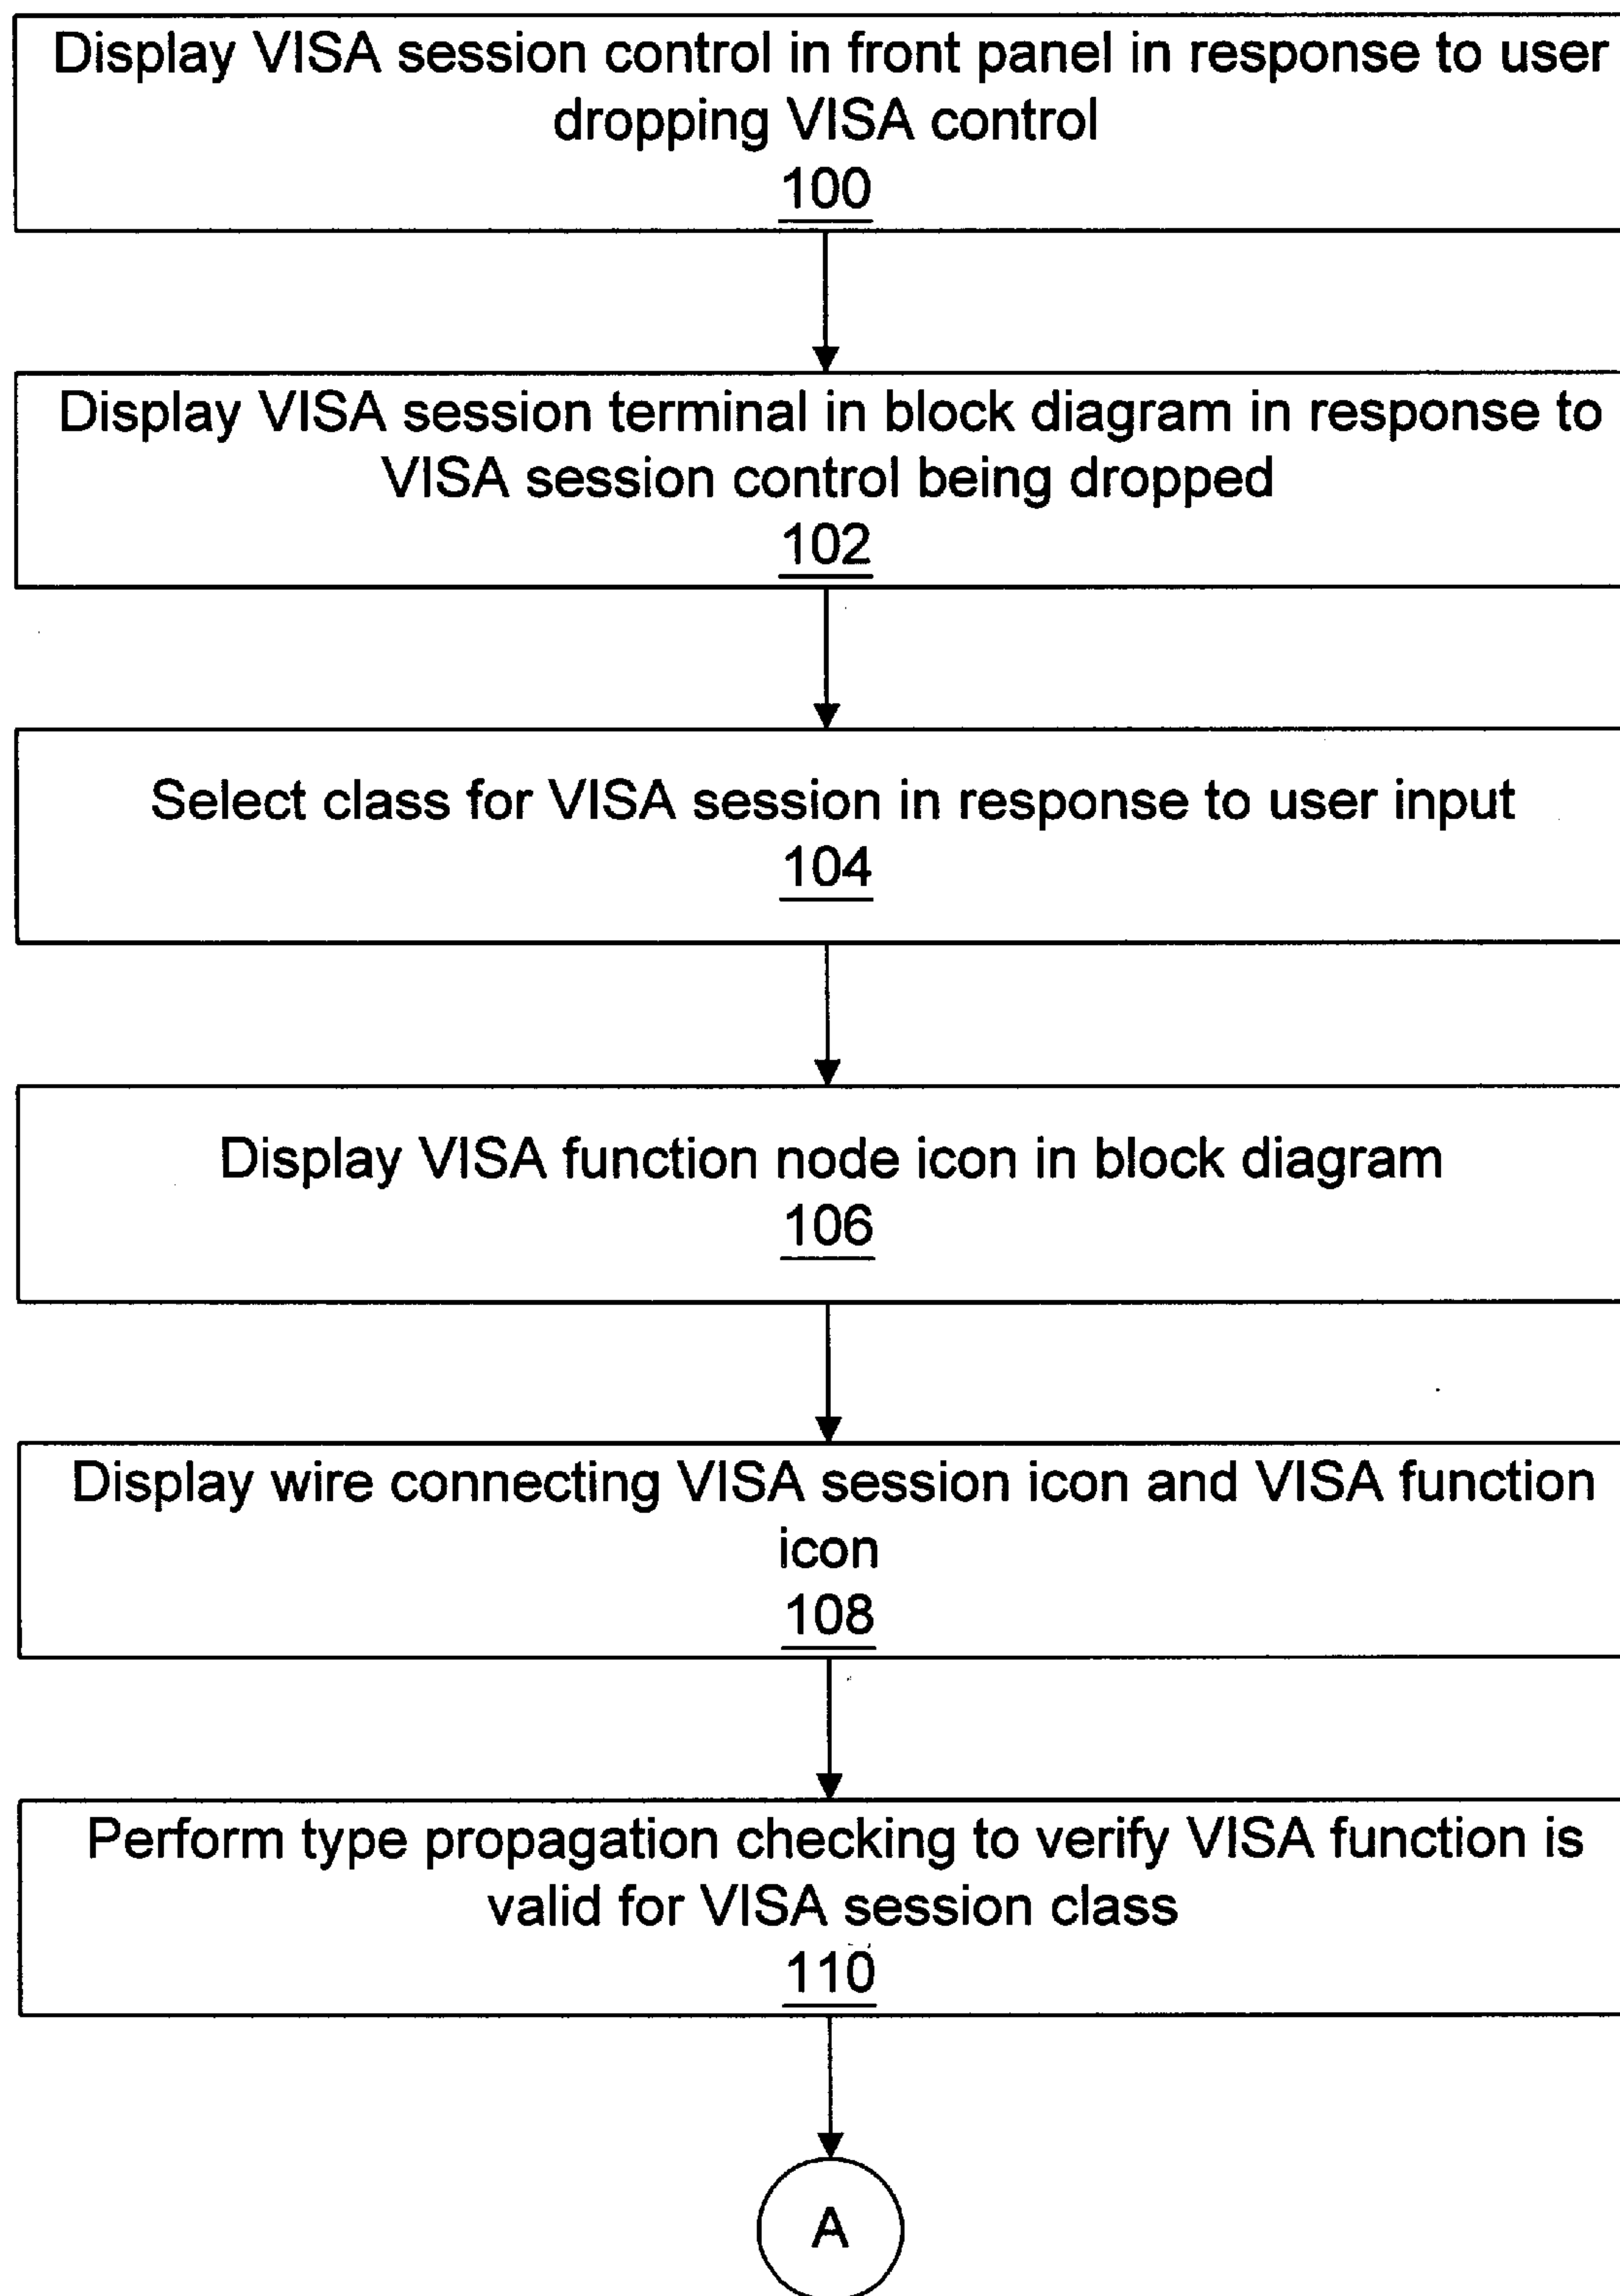 Display VISA session control in front panel in response to user
dropping VISA control
100
Display VISA session terminal in block diagram in response to
VISA session control being dropped
102
Select class for VISA session in response to user input
104
Display VISA function node icon in block diagram
106
Display wire connecting VISA session icon and VISA function
icon
108
Perform type propagation checking to verify VISA function is
valid for VISA session class
110
A